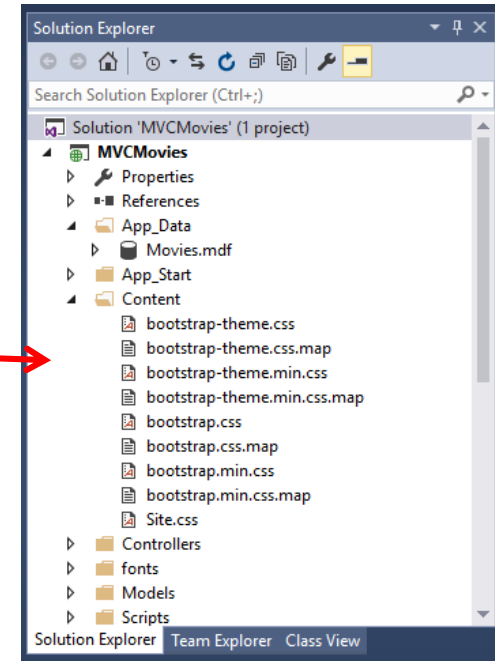 Solution Explorer
Search Solution Explorer (Ctrl+;)
Solution 'MVCMovies' (1 project)
MVCMovies
Properties
References
App_Data
Movies.mdf
App_Start
Content
bootstrap-theme.css
bootstrap-theme.css.map
bootstrap-theme.min.css
bootstrap-theme.min.css.map
bootstrap.css
bootstrap.css.map
bootstrap.min.css
bootstrap.min.css.map
Site.css
Controllers
fonts
Models
Scripts
Solution Explorer Team Explorer Class View